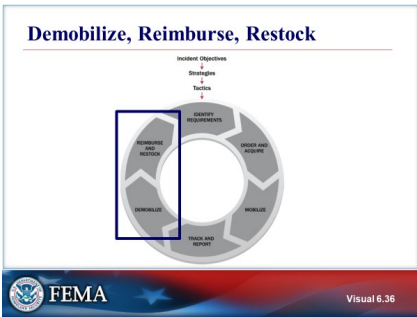 Demobilize, Reimburse, Restock
Incident Objectives
Strategies
Tactics
IDENTIFY
REQUIREMENTS
ORDER AND
ACQUIRE
MOBILIZE
TRACK AND
REPORT
DEMOBILIZE
REIMBURSE
AND
RESTOCK
FEMA
Visual 6.36